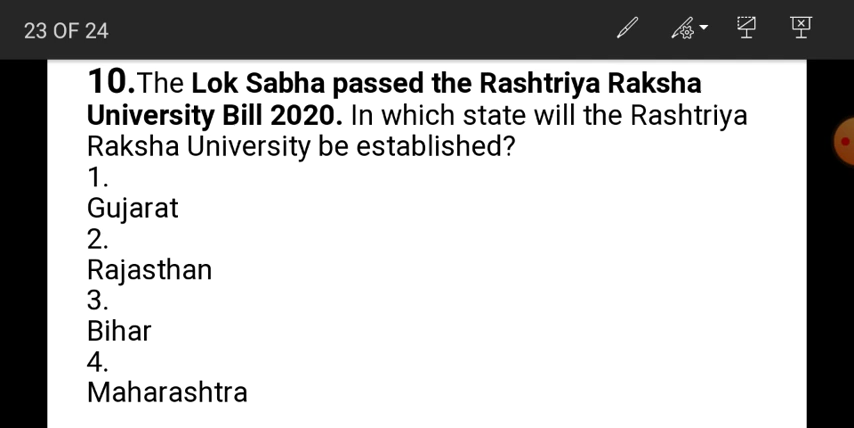 23 OF 24
10.The Lok Sabha passed the Rashtriya Raksha
University Bill 2020. In which state will the Rashtriya
Raksha University be established?
1.
Gujarat
2.
Rajasthan
3.
Bihar
4.
Maharashtra